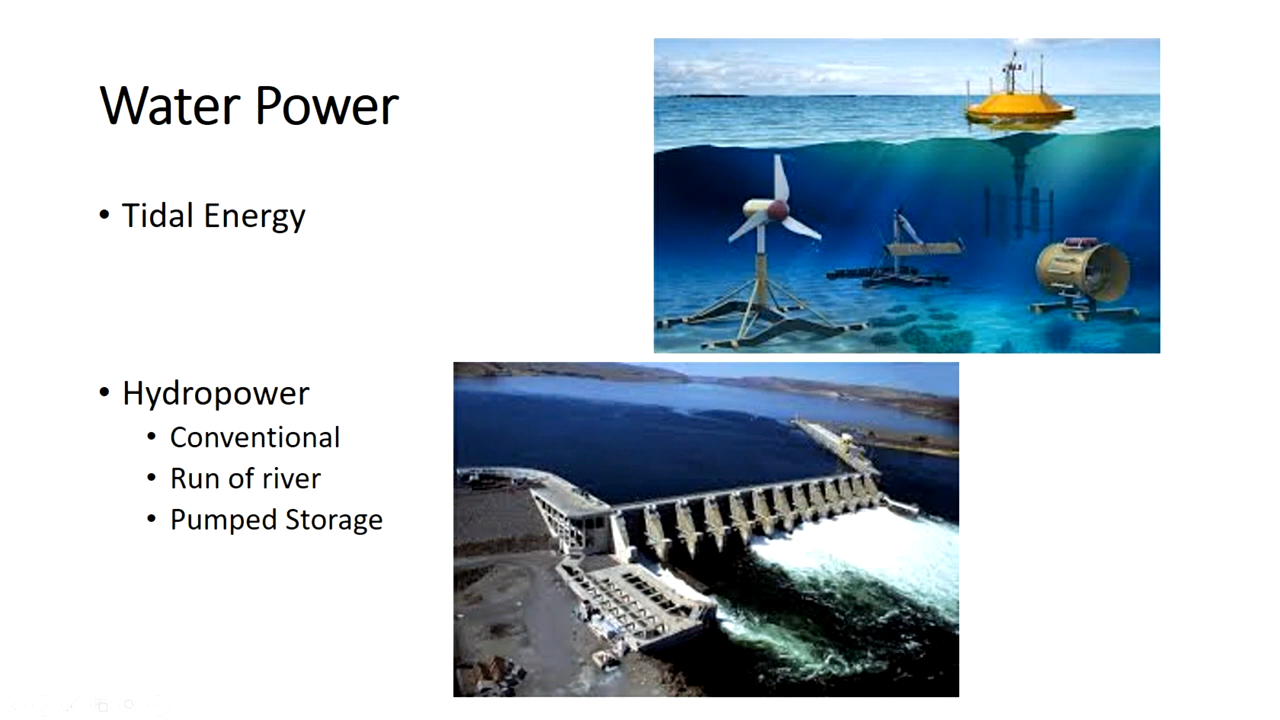 Water Power
• Tidal Energy
• Hydropower
• Conventional
• Run of river
• Pumped Storage